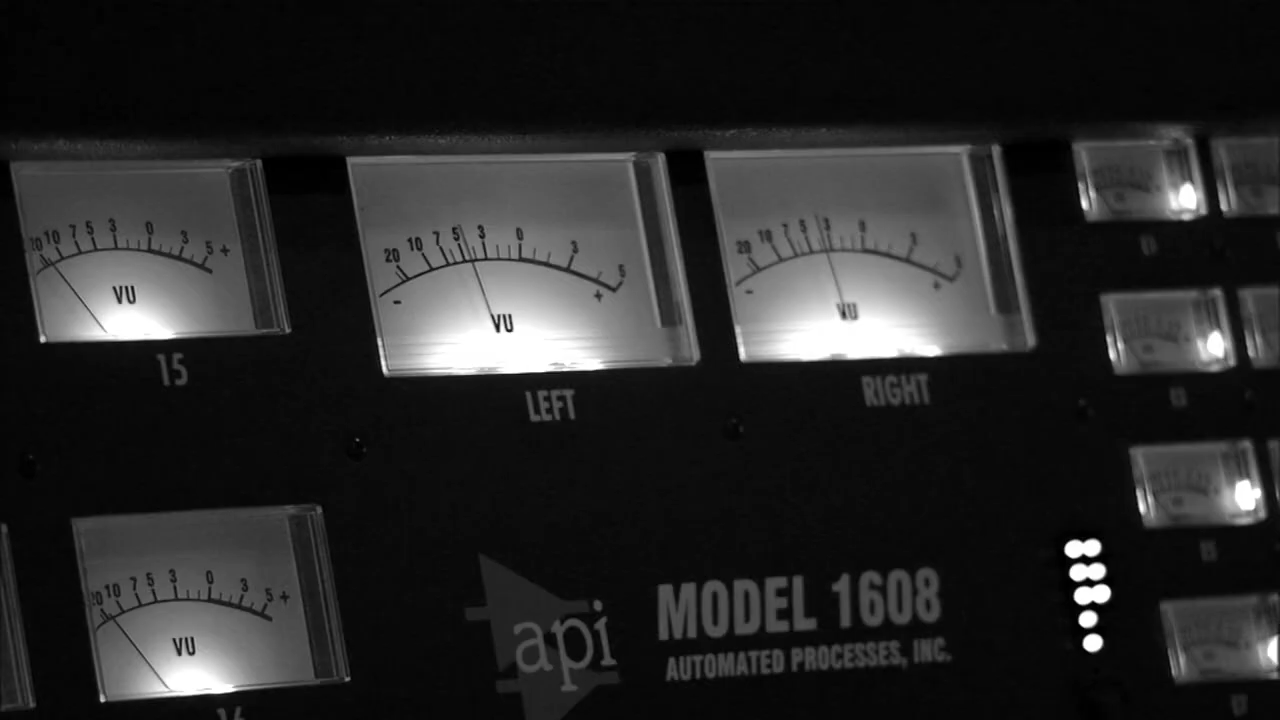 20 10 7 5 3 0 3 5 +
VU
15
20 10 7 5 3 0 3 5
- +
VU
LEFT
20 10 7 5 3 0 3
- +
VU
RIGHT
20 10 7 5 3 0 3 5 +
VU
16
api
MODEL 1608
AUTOMATED PROCESSES, INC.